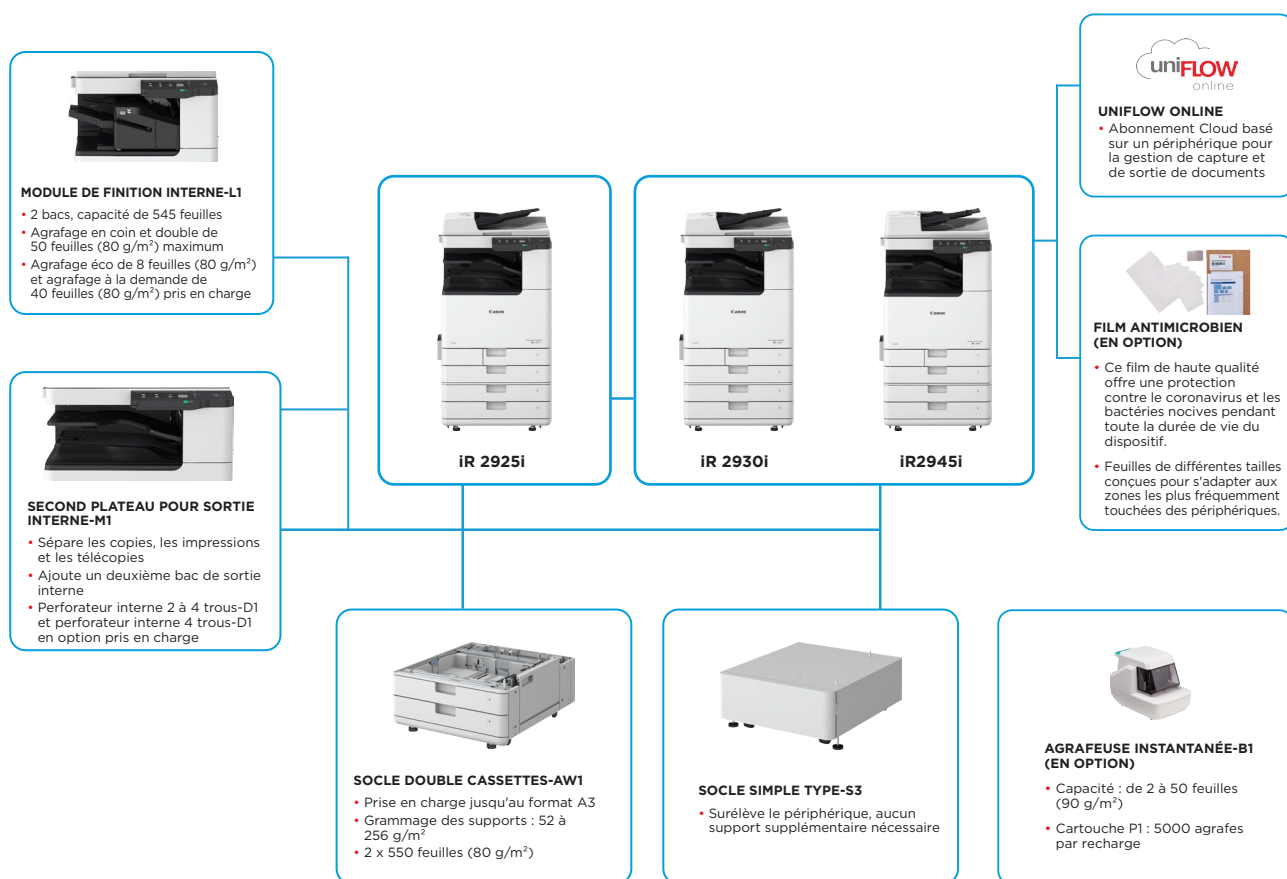 MODULE DE FINITION INTERNE-L1
• 2 bacs, capacité de 545 feuilles
• Agrafage en coin et double de
50 feuilles (80 g/m²) maximum
• Agrafage éco de 8 feuilles (80 g/m²)
et agrafage à la demande de
40 feuilles (80 g/m²) pris en charge
SECOND PLATEAU POUR SORTIE
INTERNE-M1
• Sépare les copies, les impressions
et les télécopies
• Ajoute un deuxième bac de sortie
interne
• Perforateur interne 2 à 4 trous-D1
et perforateur interne 4 trous-D1
en option pris en charge
Canon
iR 2925i
Canon
iR 2930i
Canon
iR2945i
uniFLOW
online
UNIFLOW ONLINE
• Abonnement Cloud basé
sur un périphérique pour
la gestion de capture et
de sortie de documents
Canon
FILM ANTIMICROBIEN
(EN OPTION)
• Ce film de haute qualité
offre une protection
contre le coronavirus et les
bactéries nocives pendant
toute la durée de vie du
dispositif.
• Feuilles de différentes tailles
conçues pour s'adapter aux
zones les plus fréquemment
touchées des périphériques.
SOCLE DOUBLE CASSETTES-AW1
• Prise en charge jusqu'au format A3
• Grammage des supports : 52 à
256 g/m²
• 2 x 550 feuilles (80 g/m²)
SOCLE SIMPLE TYPE-S3
• Surélève le périphérique, aucun
support supplémentaire nécessaire
AGRAFEUSE INSTANTANÉE-B1
(EN OPTION)
• Capacité : de 2 à 50 feuilles
(90 g/m²)
• Cartouche P1 : 5000 agrafes
par recharge